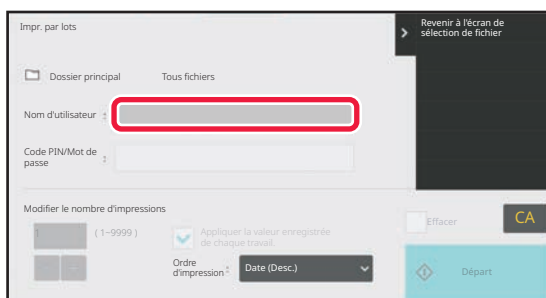 Impr. par lots
Revenir à l'écran de
sélection de fichier
Dossier principal Tous fichiers
Nom d'utilisateur :
Code PIN/Mot de
passe :
Modifier le nombre d'impressions
1 (1~9999)
Appliquer la valeur enregistrée
de chaque travail.
Effacer
CA
Ordre
d'impression : Date (Desc.)
Départ